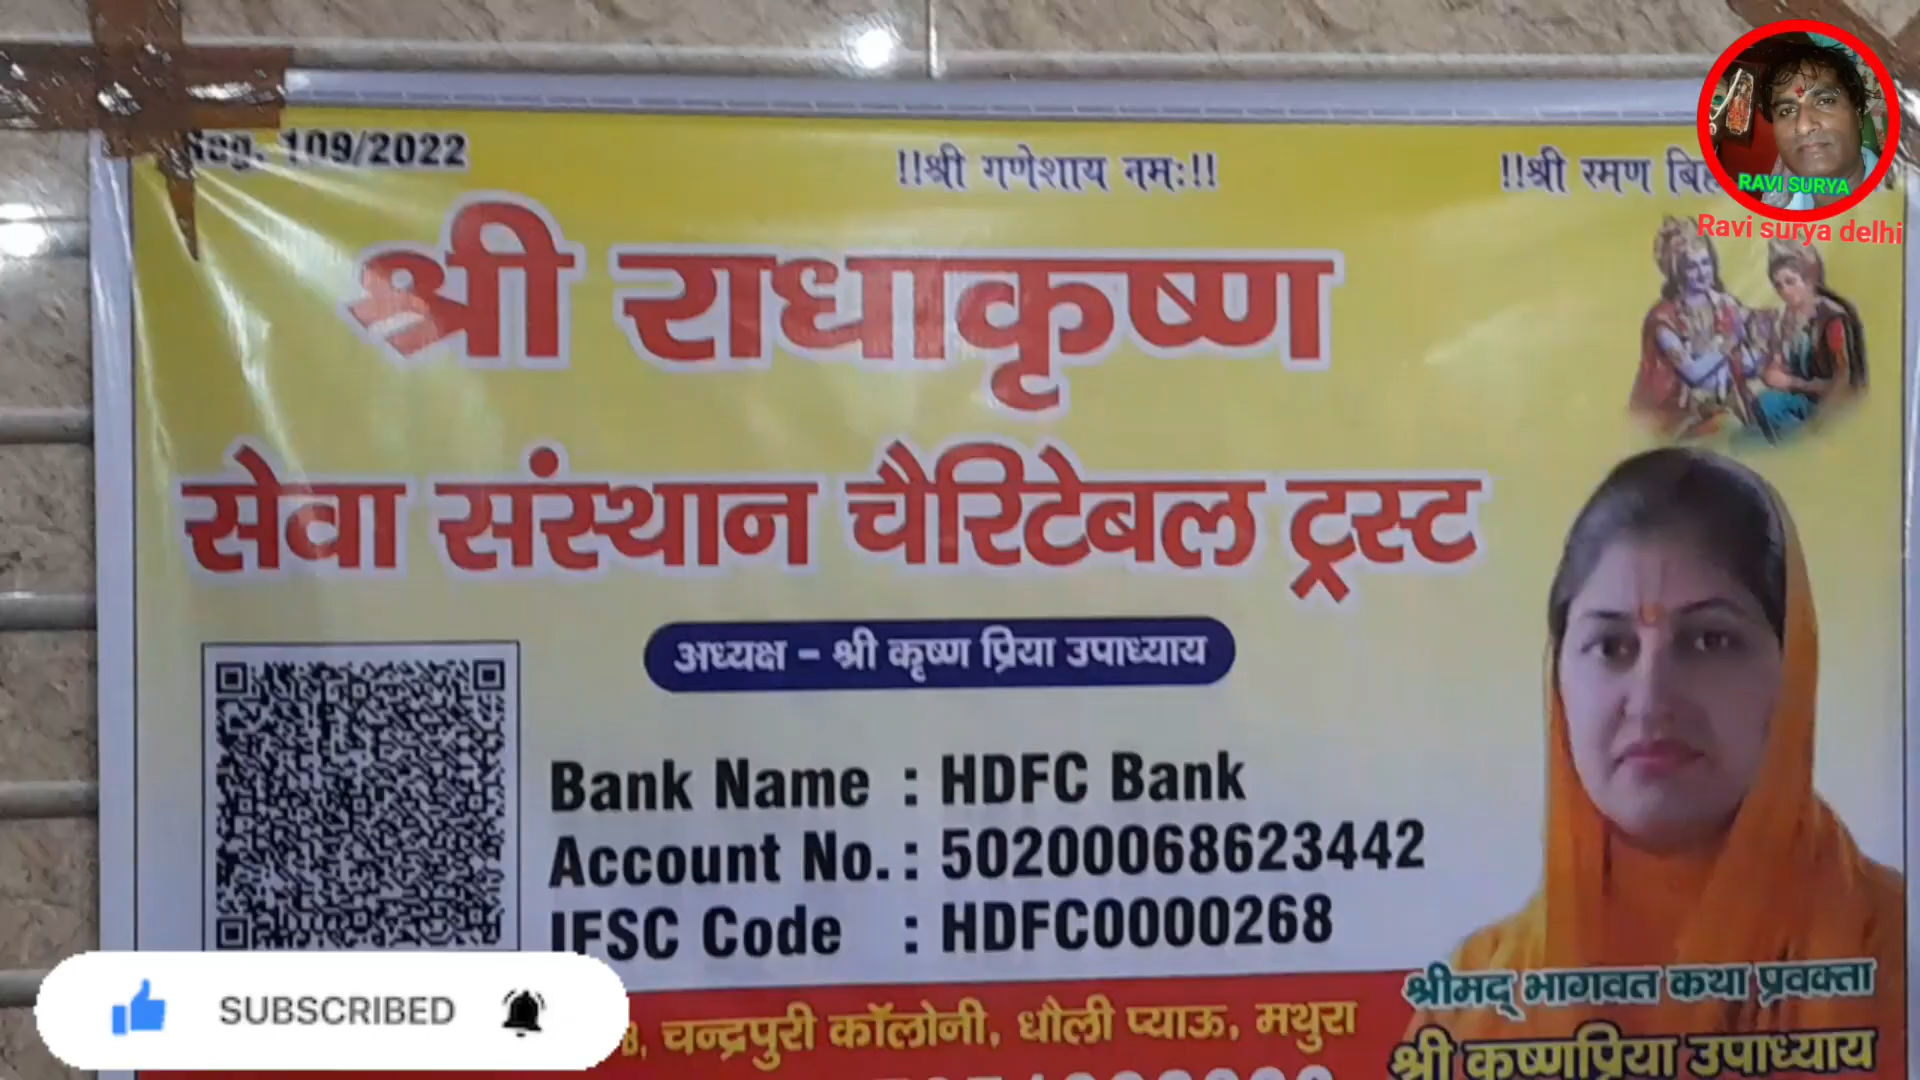 Reg. 109/2022
!!श्री गणेशाय नमः!!
!!श्री रमण
RAVI SURYA
Ravi surya delhi
श्री राधाकृष्ण
सेवा संस्थान चैरिटेबल ट्रस्ट
अध्यक्ष - श्री कृष्ण प्रिया उपाध्याय
Bank Name : HDFC Bank
Account No. : 50200068623442
IFSC Code : HDFC0000268
श्रीमद् भागवत कथा प्रवक्ता
श्री कृष्णप्रिया उपाध्याय
चन्द्रपुरी कॉलोनी, धौली प्याऊ, मथुरा
SUBSCRIBED